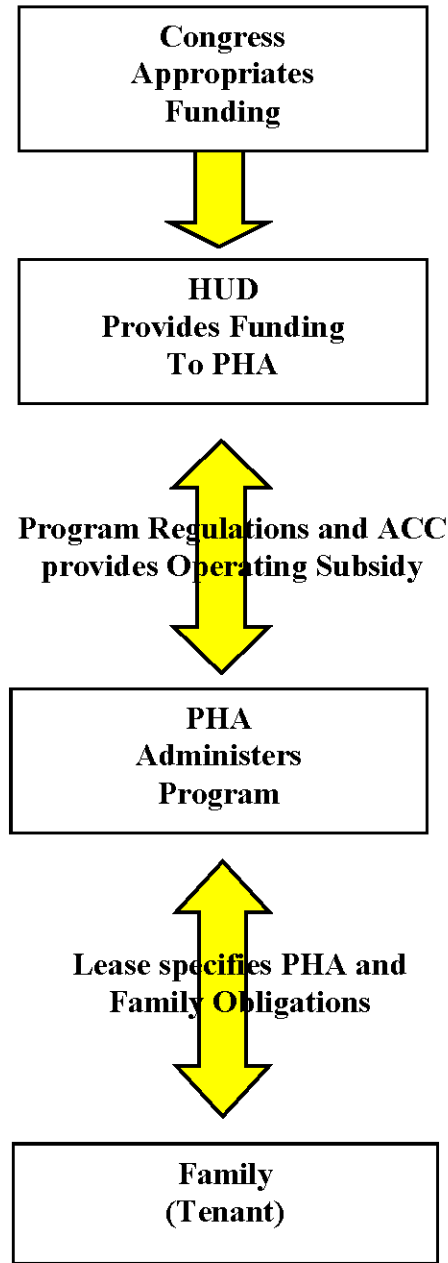 Congress
Appropriates
Funding
HUD
Provides Funding
To PHA
Program Regulations and ACC
provides Operating Subsidy
PHA
Administers
Program
Lease specifies PHA and
Family Obligations
Family
(Tenant)